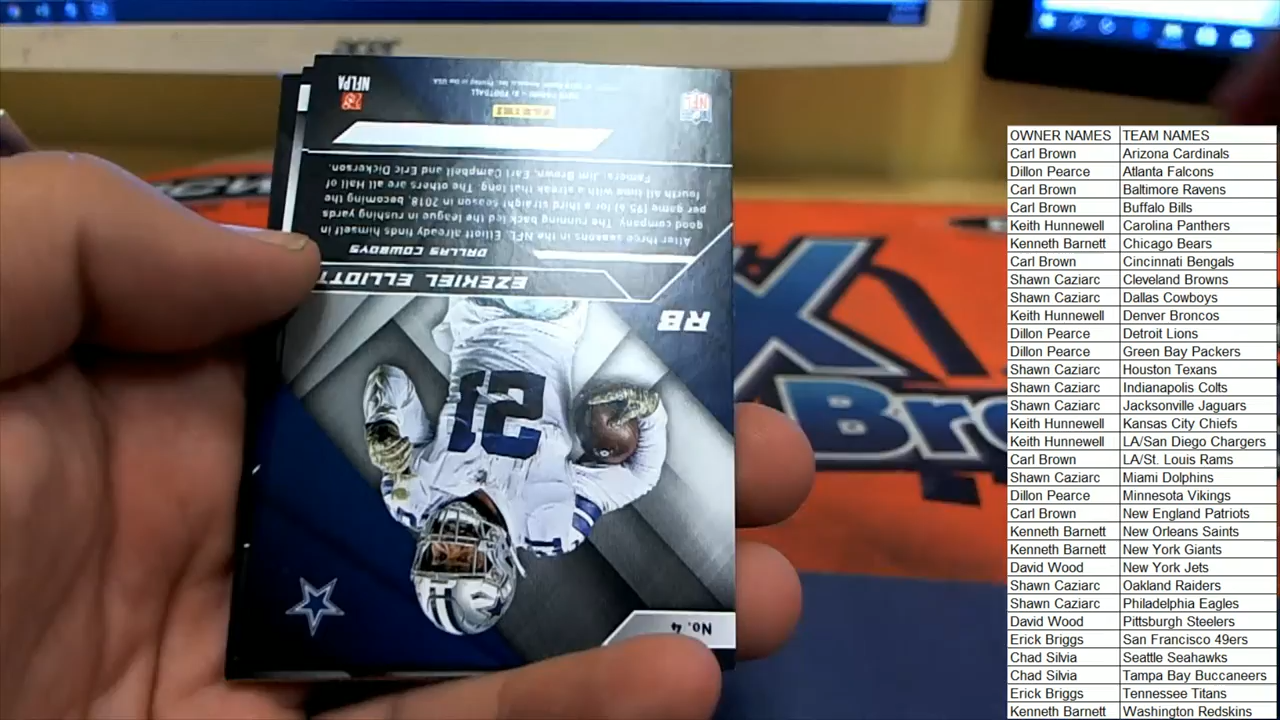 acer
NFLPA
PANINI
NFL
After three seasons in the NFL, Elliott already finds himself in
good company. The running back led the league in rushing yards
per game (95.6) for a third straight season in 2018, becoming the
fourth all time with a streak that long. The others are all Hall of
Famers: Jim Brown, Earl Campbell and Eric Dickerson.
DALLAS COWBOYS
EZEKIEL ELLIOTT
RB
21
No. 4
OWNER NAMES TEAM NAMES
Carl Brown Arizona Cardinals
Dillon Pearce Atlanta Falcons
Carl Brown Baltimore Ravens
Carl Brown Buffalo Bills
Keith Hunnewell Carolina Panthers
Kenneth Barnett Chicago Bears
Carl Brown Cincinnati Bengals
Shawn Caziarc Cleveland Browns
Shawn Caziarc Dallas Cowboys
Keith Hunnewell Denver Broncos
Dillon Pearce Detroit Lions
Dillon Pearce Green Bay Packers
Shawn Caziarc Houston Texans
Shawn Caziarc Indianapolis Colts
Shawn Caziarc Jacksonville Jaguars
Keith Hunnewell Kansas City Chiefs
Keith Hunnewell LA/San Diego Chargers
Carl Brown LA/St. Louis Rams
Shawn Caziarc Miami Dolphins
Dillon Pearce Minnesota Vikings
Carl Brown New England Patriots
Kenneth Barnett New Orleans Saints
Kenneth Barnett New York Giants
David Wood New York Jets
Shawn Caziarc Oakland Raiders
Shawn Caziarc Philadelphia Eagles
David Wood Pittsburgh Steelers
Erick Briggs San Francisco 49ers
Chad Silvia Seattle Seahawks
Chad Silvia Tampa Bay Buccaneers
Erick Briggs Tennessee Titans
Kenneth Barnett Washington Redskins